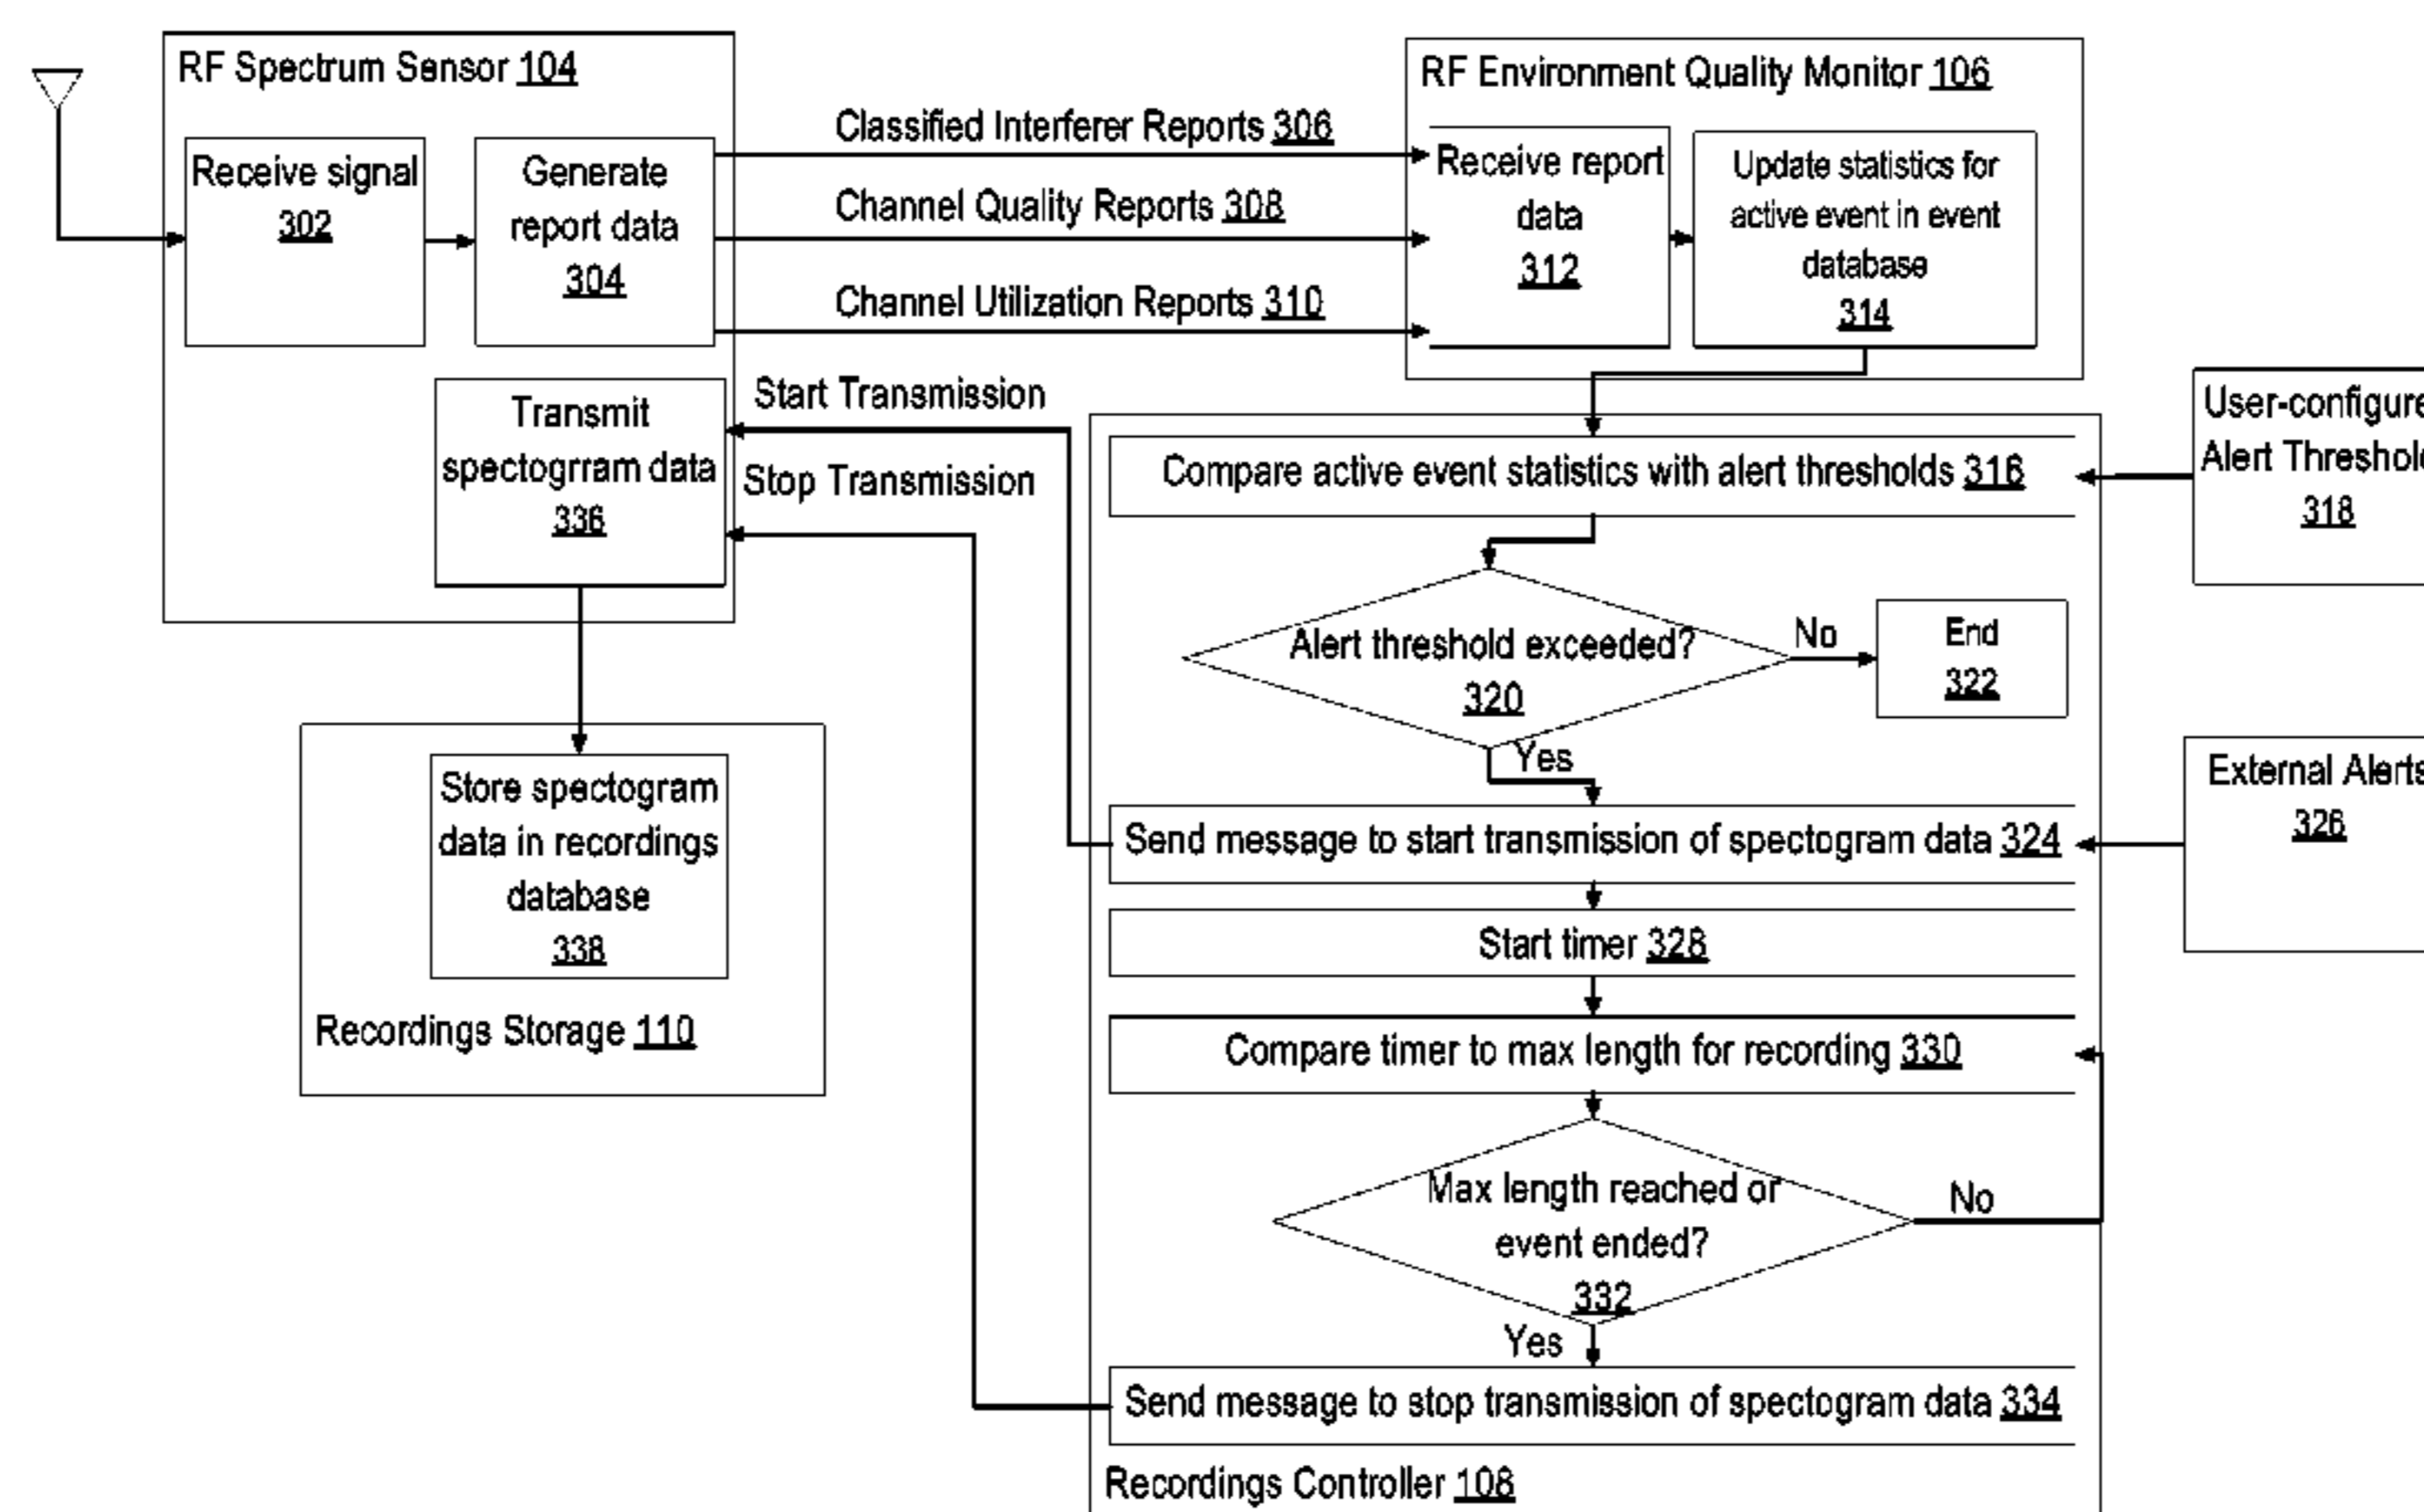 RF Spectrum Sensor 104
Receive signal
302
Generate
report data
304
Classified Interferer Reports 306
Channel Quality Reports 308
Channel Utilization Reports 310
RF Environment Quality Monitor 106
Receive report
data
312
Update statistics for
active event in event
database
314
Transmit
spectogrram data
336
Start Transmission
Stop Transmission
Compare active event statistics with alert thresholds 316
User-configure
Alert Threshold
318
Alert threshold exceeded?
320
No
End
322
Yes
Send message to start transmission of spectogram data 324
External Alerts
326
Start timer 328
Compare timer to max length for recording 330
Max length reached or
event ended?
332
No
Yes
Send message to stop transmission of spectogram data 334
Recordings Controller 108
Store spectogram
data in recordings
database
338
Recordings Storage 110